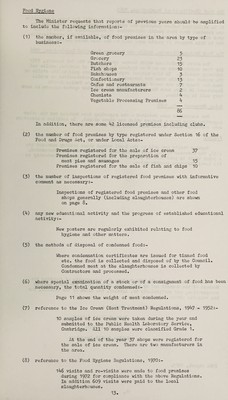 Food Hygiene
The Minister requests that reports of previous years should be amplified
to include the following information:-
(1) the number, if available, of food premises in the area by type of
business:-
Green grocery 5
Grocery 23
Butchers 15
Fish shops 10
Bakehouses 3
Confectionery 13
Cafes and restaurants 7
Ice cream manufacturers 2
Chemists 4
Vegetable Processing Premises 4
86
In addition, there are some 42 licensed premises including clubs.
(2) the number of food premises by type registered under Section 16 of the
Food and Drugs Act, or under Local Acts:-
Premises registered for the sale of ice cream 37
Premises registered for the preparation of
meat pies and sausages 15
Premises registered for the sale of fish and chips 10
(3) the number of inspections of registered food premises with informative
comment as necessary:-
Inspections of registered food premises and other food
shops generally (including slaughterhouses) are shown
on page 8.
(4) any new educational activity and the progress of established educational
activity:-
New posters are regularly exhibited relating to food
hygiene and other matters.
(5) the methods of disposal of condemned food:-
Where condemnation certificates are issued for tinned food
etc. the food is collected and disposed of by the Council.
Condemned meat at the slaughterhouses is collected by
Contractors and processed.
(6) where special examination of a stock or of a consignment of food has been
necessary, the total quantity condemned:-
Page 11 shows the weight of meat condemned.
(7) reference to the Ice Cream (Heat Treatment) Regulations, 1947 - 1952:-
10 samples of ice cream were taken during the year and
submitted to the Public Health Laboratory Service,
Cambridge. All 10 samples were classified Grade 1.
At the end of the year 37 shops were registered for
the sale of ice cream. There are two manufacturers in
the area.
(8) reference to the Food Hygiene Regulations, 1970:-
146 visits and re-visits were made to food premises
during 1972 for compliance with the above Regulations.
In addition 609 visits were paid to the local
slaughterhouses.
13.